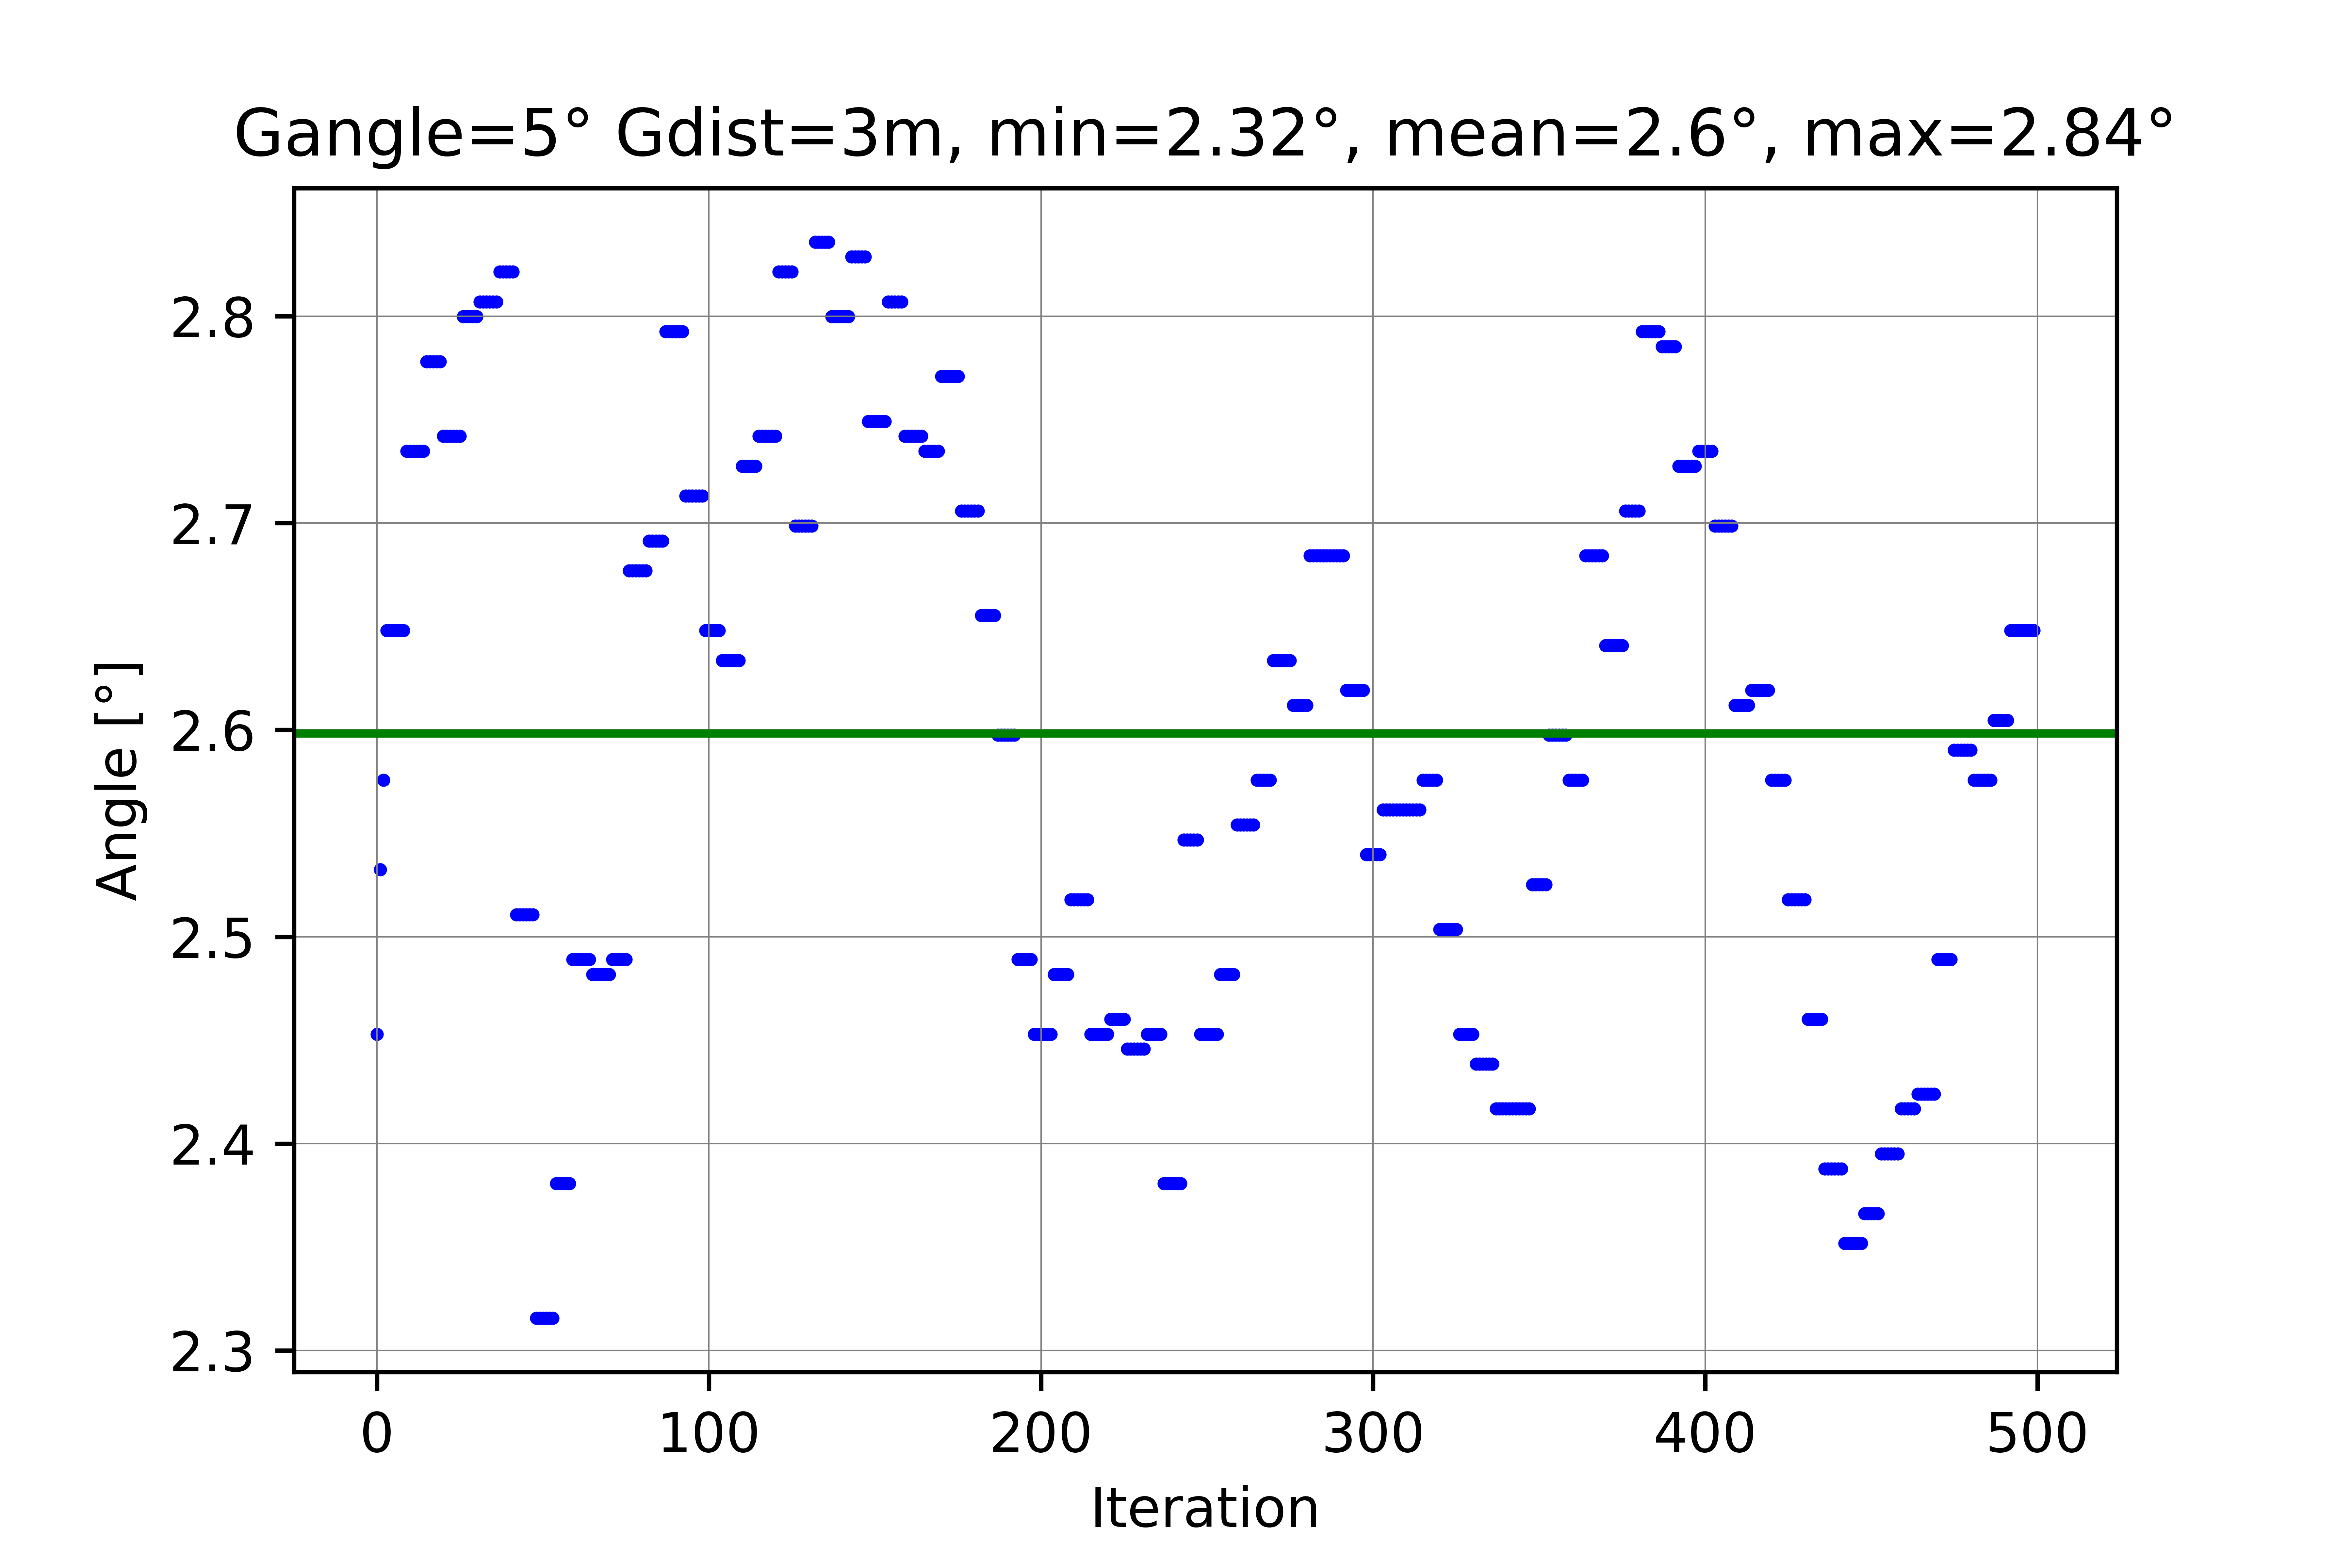 Gangle=5° Gdist=3m, min=2.32°, mean=2.6°, max=2.84°
Angle [°]
2.8
2.7
2.6
2.5
2.4
2.3
0 100 200 300 400 500
Iteration